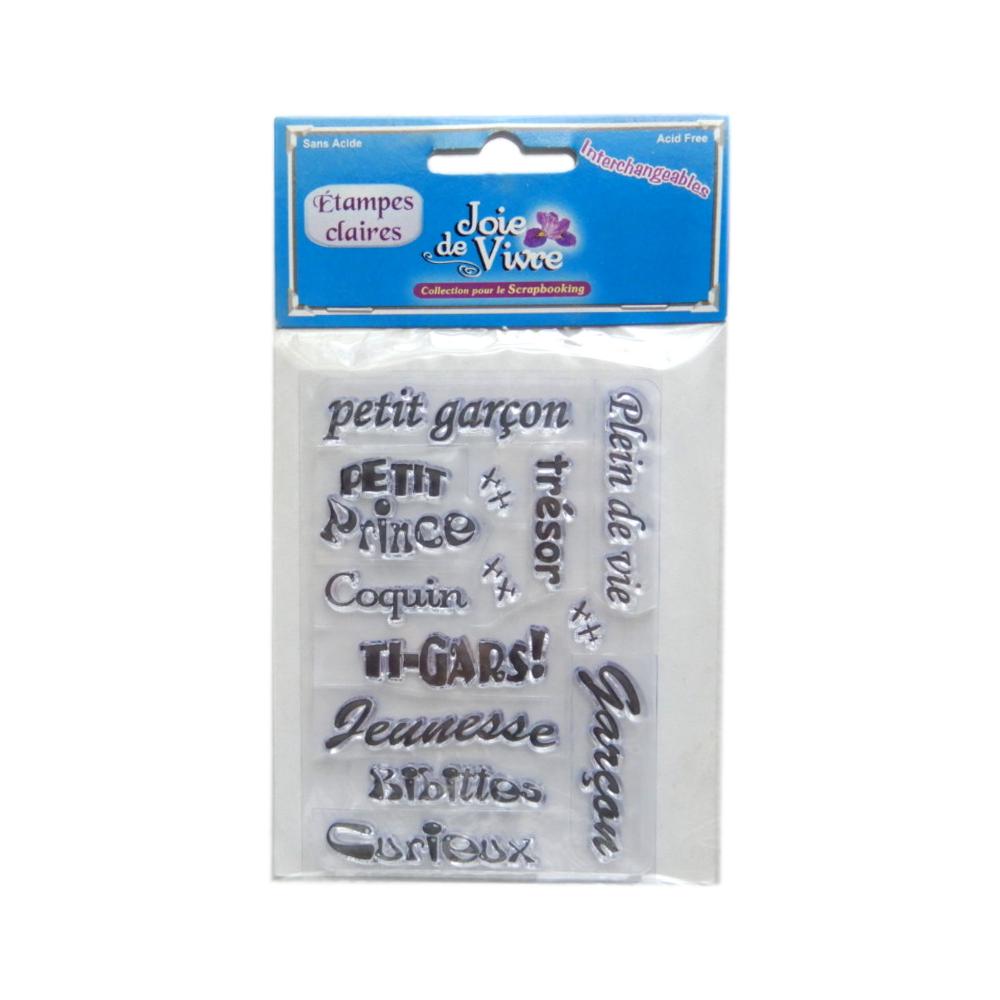 Sans Acide
Acid Free
Interchangeables
Étampes
claires
Joie
de Vivre
Collection pour le Scrapbooking
petit garçon
Plein de vie
PETIT
Prince
trésor
Coquin
TI-GARS!
Jeunesse
Garçon
Bibittes
Curieux